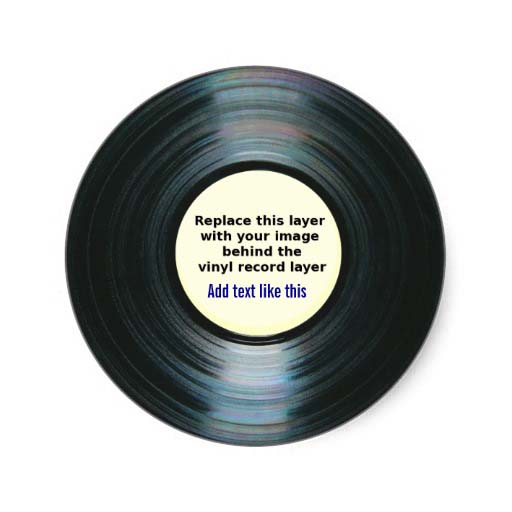 Replace this layer
with your image
behind the
vinyl record layer
Add text like this